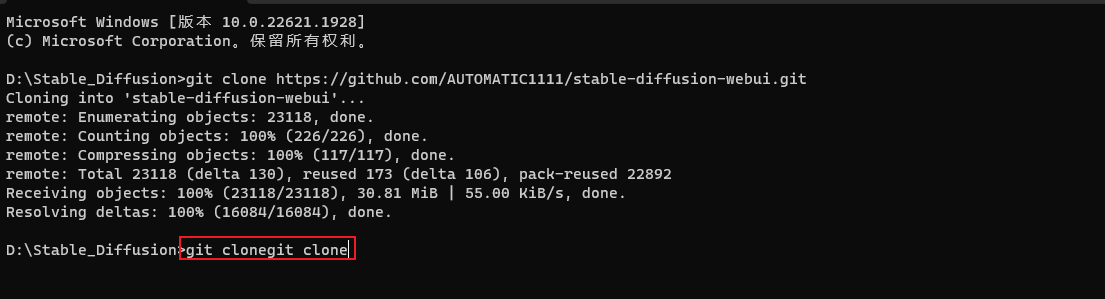 Microsoft Windows [版本 10.0.22621.1928]
(c) Microsoft Corporation。保留所有权利。
D:\Stable_Diffusion>git clone https://github.com/AUTOMATIC1111/stable-diffusion-webui.git
Cloning into 'stable-diffusion-webui'...
remote: Enumerating objects: 23118, done.
remote: Counting objects: 100% (226/226), done.
remote: Compressing objects: 100% (117/117), done.
remote: Total 23118 (delta 130), reused 173 (delta 106), pack-reused 22892
Receiving objects: 100% (23118/23118), 30.81 MiB | 55.00 KiB/s, done.
Resolving deltas: 100% (16084/16084), done.
D:\Stable_Diffusion>git clonegit clone